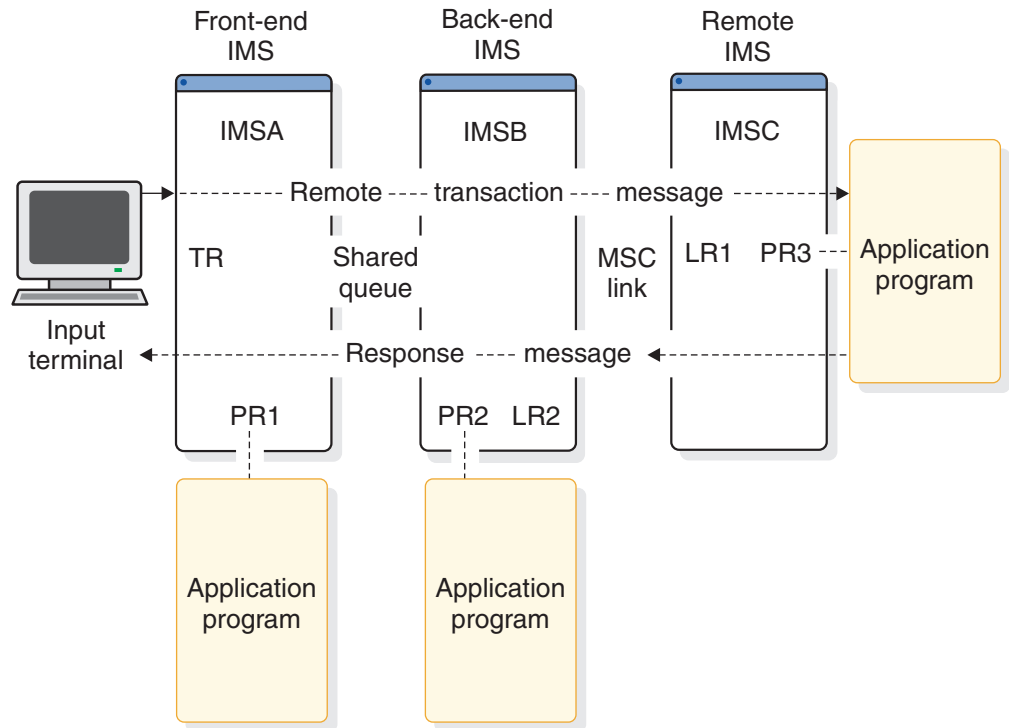 Front-end
IMS
Back-end
IMS
Remote
IMS
IMSA
IMSB
IMSC
Remote transaction message
TR
Shared
queue
MSC
link
LR1 PR3
Application
program
Input
terminal
Response message
PR1
PR2 LR2
Application
program
Application
program